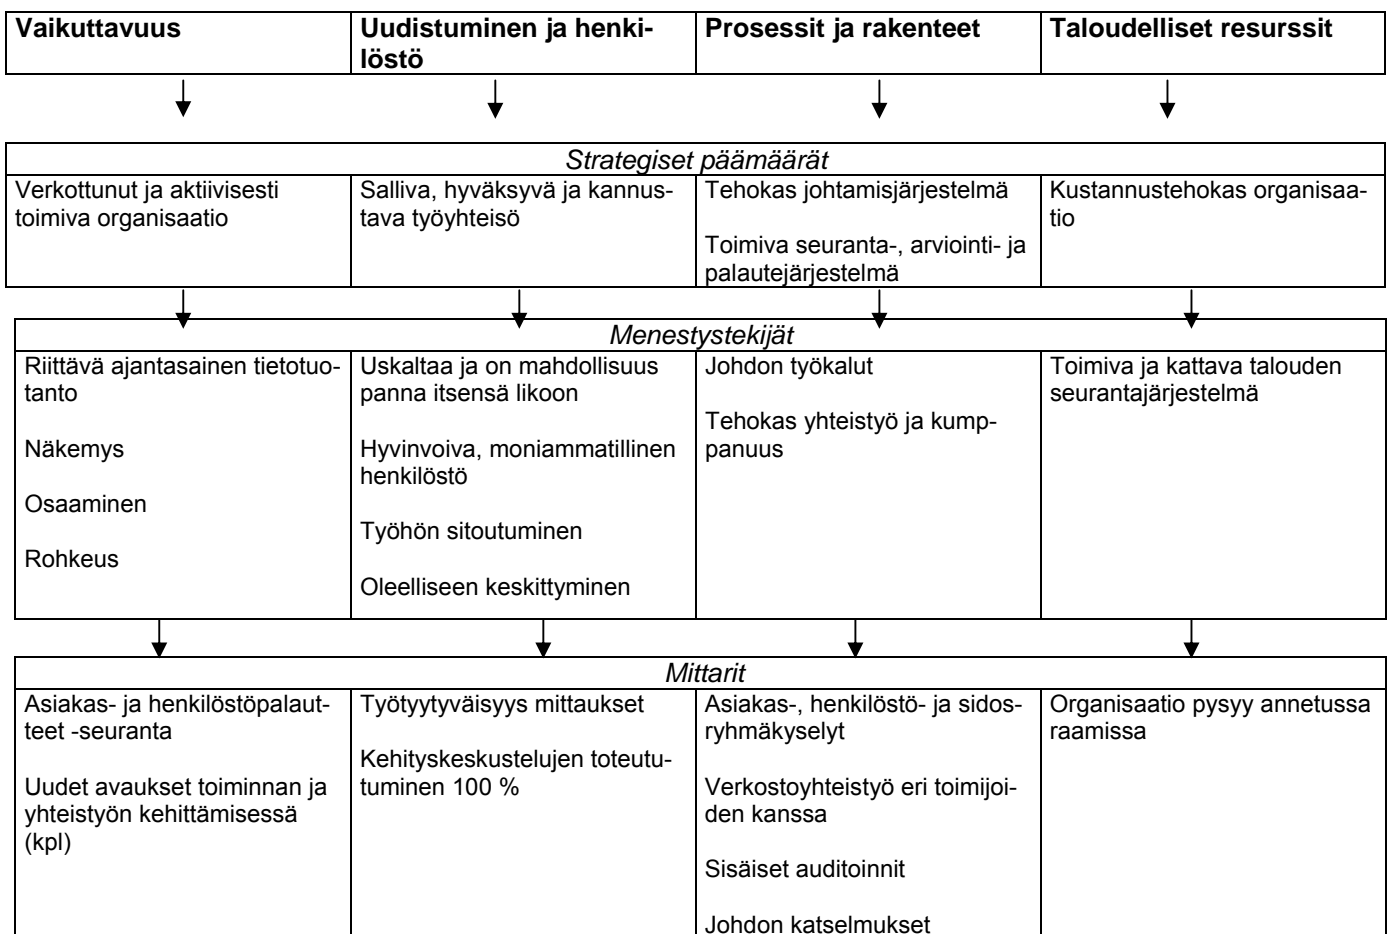 Vaikuttavuus
Uudistuminen ja henki-
löstö
Prosessit ja rakenteet
Taloudelliset resurssit
Strategiset päämäärät
Verkottunut ja aktiivisesti
toimiva organisaatio
Salliva, hyväksyvä ja kannus-
tava työyhteisö
Tehokas johtamisjärjestelmä
Toimiva seuranta-, arviointi- ja
palautejärjestelmä
Kustannustehokas organisaa-
tio
Menestystekijät
Riittävä ajantasainen tietotuo-
tanto
Näkemys
Osaaminen
Rohkeus
Uskaltaa ja on mahdollisuus
panna itsensä likoon
Hyvinvoiva, moniammatillinen
henkilöstö
Työhön sitoutuminen
Oleelliseen keskittyminen
Johdon työkalut
Tehokas yhteistyö ja kump-
panuus
Toimiva ja kattava talouden
seurantajärjestelmä
Mittarit
Asiakas- ja henkilöstöpalaut-
teet -seuranta
Uudet avaukset toiminnan ja
yhteistyön kehittämisessä
(kpl)
Työtyytyväisyys mittaukset
Kehityskeskustelujen toteutu-
tuminen 100 %
Asiakas-, henkilöstö- ja sidos-
ryhmäkyselyt
Verkostoyhteistyö eri toimijoi-
den kanssa
Sisäiset auditoinnit
Johdon katselmukset
Organisaatio pysyy annetussa
raamissa